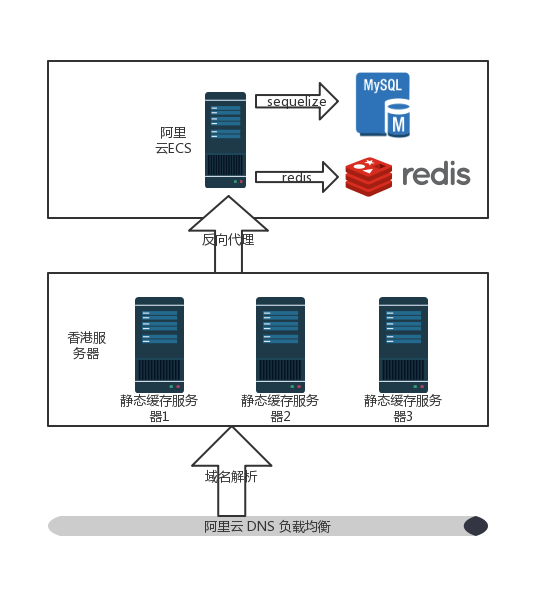 MySQL
sequelize
M
阿里
云ECS
redis
redis
反向代理
香港服
务器
静态缓存服务
器1
静态缓存服务
器2
静态缓存服务
器3
域名解析
阿里云 DNS 负载均衡